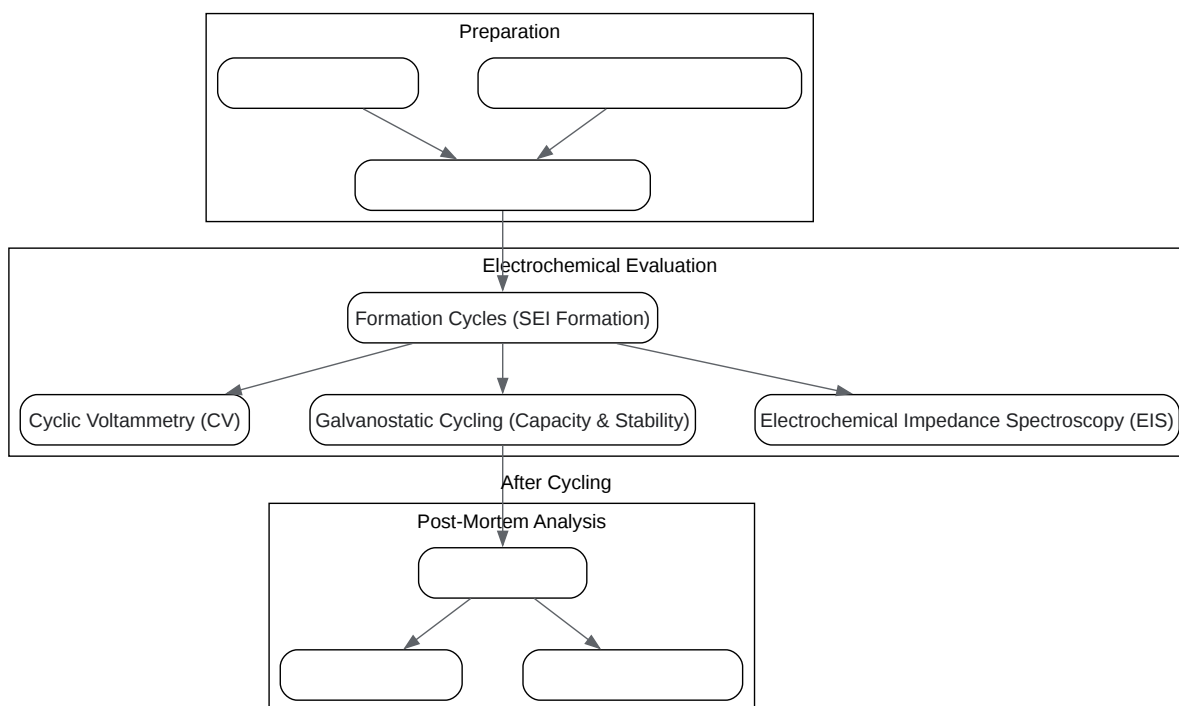 Preparation
Electrochemical Evaluation
Formation Cycles (SEI Formation)
Cyclic Voltammetry (CV)
Galvanostatic Cycling (Capacity & Stability)
Electrochemical Impedance Spectroscopy (EIS)
After Cycling
Post-Mortem Analysis